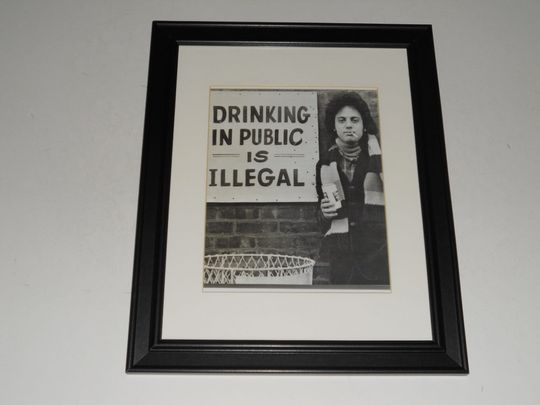 DRINKING
IN PUBLIC
IS
ILLEGAL